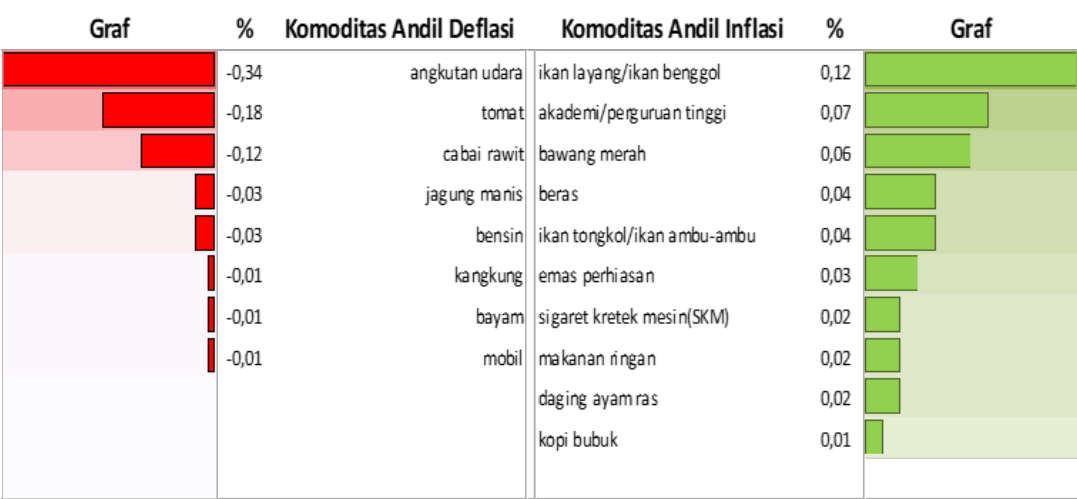 Graf % Komoditas Andil Deflasi Komoditas Andil Inflasi % Graf
-0,34 angkutan udara ikan layang/ikan benggol 0,12
-0,18 tomat akademi/perguruan tinggi 0,07
-0,12 cabai rawit bawang merah 0,06
-0,03 jagung manis beras 0,04
-0,03 bensin ikan tongkol/ikan ambu-ambu 0,04
-0,01 kangkung emas perhiasan 0,03
-0,01 bayam sigaret kretek mesin(SKM) 0,02
-0,01 mobil makanan ringan 0,02
daging ayam ras 0,02
kopi bubuk 0,01